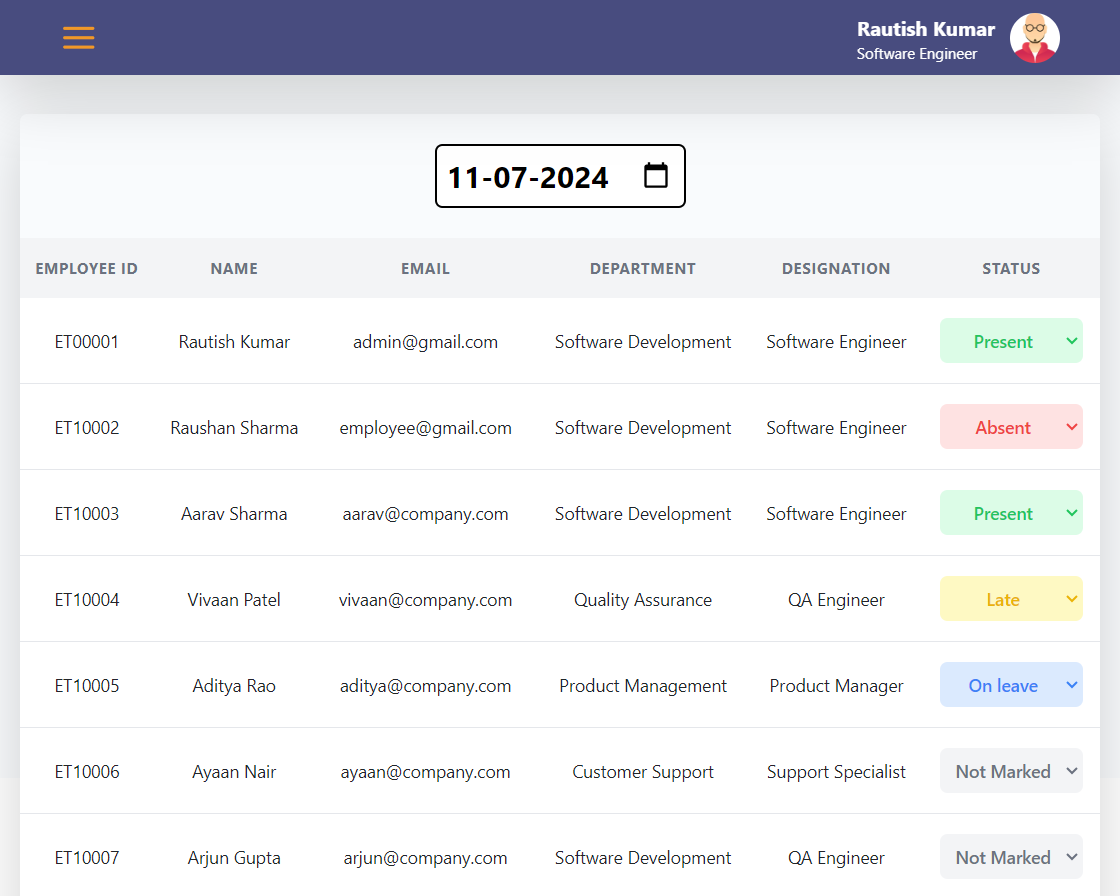 Rautish Kumar
Software Engineer
11-07-2024
EMPLOYEE ID NAME EMAIL DEPARTMENT DESIGNATION STATUS
ET00001 Rautish Kumar admin@gmail.com Software Development Software Engineer Present
ET10002 Raushan Sharma employee@gmail.com Software Development Software Engineer Absent
ET10003 Aarav Sharma aarav@company.com Software Development Software Engineer Present
ET10004 Vivaan Patel vivaan@company.com Quality Assurance QA Engineer Late
ET10005 Aditya Rao aditya@company.com Product Management Product Manager On leave
ET10006 Ayaan Nair ayaan@company.com Customer Support Support Specialist Not Marked
ET10007 Arjun Gupta arjun@company.com Software Development QA Engineer Not Marked